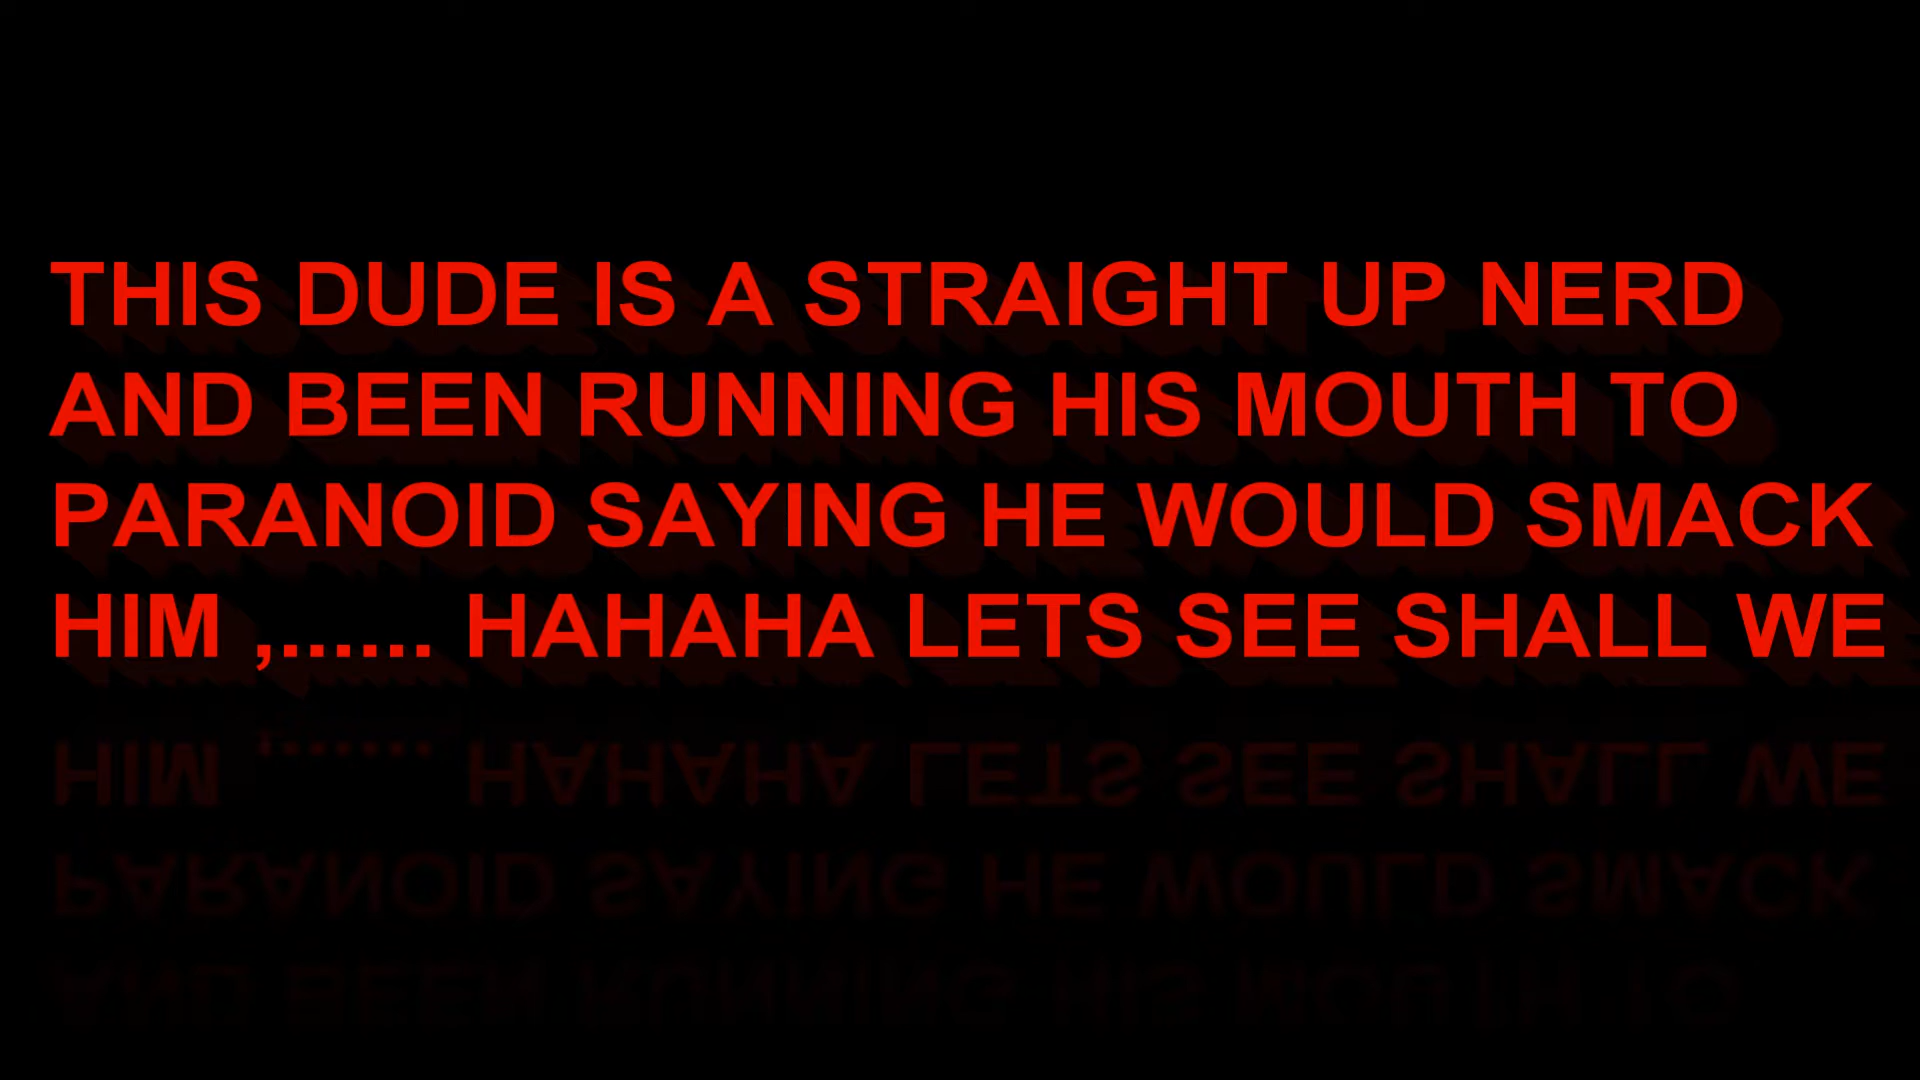 THIS DUDE IS A STRAIGHT UP NERD
AND BEEN RUNNING HIS MOUTH TO
PARANOID SAYING HE WOULD SMACK
HIM ,...... HAHAHA LETS SEE SHALL WE